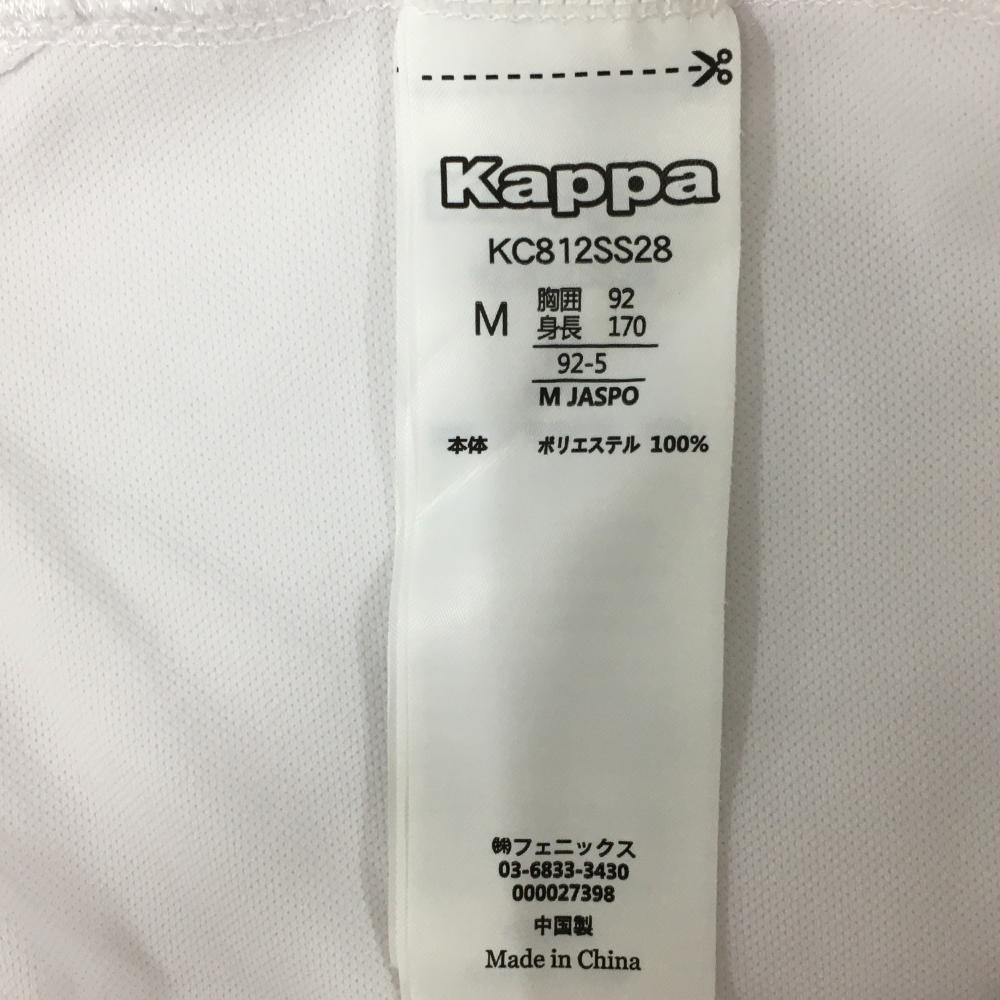 Kappa
KC812SS28
M
胸囲 92
身長 170
92-5
M JASPO
本体 ポリエステル 100%
㈱フェニックス
03-6833-3430
000027398
中国製
Made in China